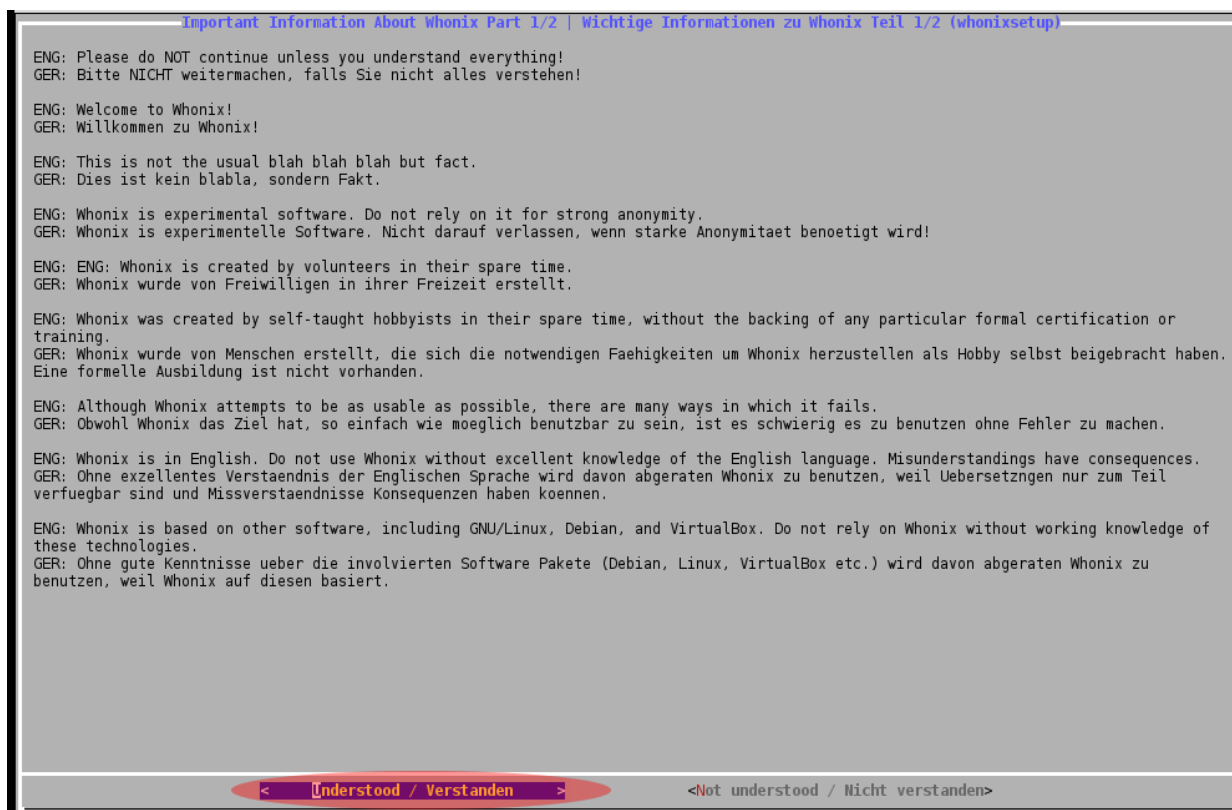 Important Information About Whonix Part 1/2 | Wichtige Informationen zu Whonix Teil 1/2 (whonixsetup)
ENG: Please do NOT continue unless you understand everything!
GER: Bitte NICHT weitermachen, falls Sie nicht alles verstehen!
ENG: Welcome to Whonix!
GER: Willkommen zu Whonix!
ENG: This is not the usual blah blah blah but fact.
GER: Dies ist kein blabla, sondern Fakt.
ENG: Whonix is experimental software. Do not rely on it for strong anonymity.
GER: Whonix is experimentelle Software. Nicht darauf verlassen, wenn starke Anonymitaet benoetigt wird!
ENG: ENG: Whonix is created by volunteers in their spare time.
GER: Whonix wurde von Freiwilligen in ihrer Freizeit erstellt.
ENG: Whonix was created by self-taught hobbyists in their spare time, without the backing of any particular formal certification or
training.
GER: Whonix wurde von Menschen erstellt, die sich die notwendigen Faehigkeiten um Whonix herzustellen als Hobby selbst beigebracht haben.
Eine formelle Ausbildung ist nicht vorhanden.
ENG: Although Whonix attempts to be as usable as possible, there are many ways in which it fails.
GER: Obwohl Whonix das Ziel hat, so einfach wie moeglich benutzbar zu sein, ist es schwierig es zu benutzen ohne Fehler zu machen.
ENG: Whonix is in English. Do not use Whonix without excellent knowledge of the English language. Misunderstandings have consequences.
GER: Ohne exzellentes Verstaendnis der Englischen Sprache wird davon abgeraten Whonix zu benutzen, weil Uebersetzngen nur zum Teil
verfuegbar sind und Missverstaendnisse Konsequenzen haben koennen.
ENG: Whonix is based on other software, including GNU/Linux, Debian, and VirtualBox. Do not rely on Whonix without working knowledge of
these technologies.
GER: Ohne gute Kenntnisse ueber die involvierten Software Pakete (Debian, Linux, VirtualBox etc.) wird davon abgeraten Whonix zu
benutzen, weil Whonix auf diesen basiert.
< Understood / Verstanden > <Not understood / Nicht verstanden>